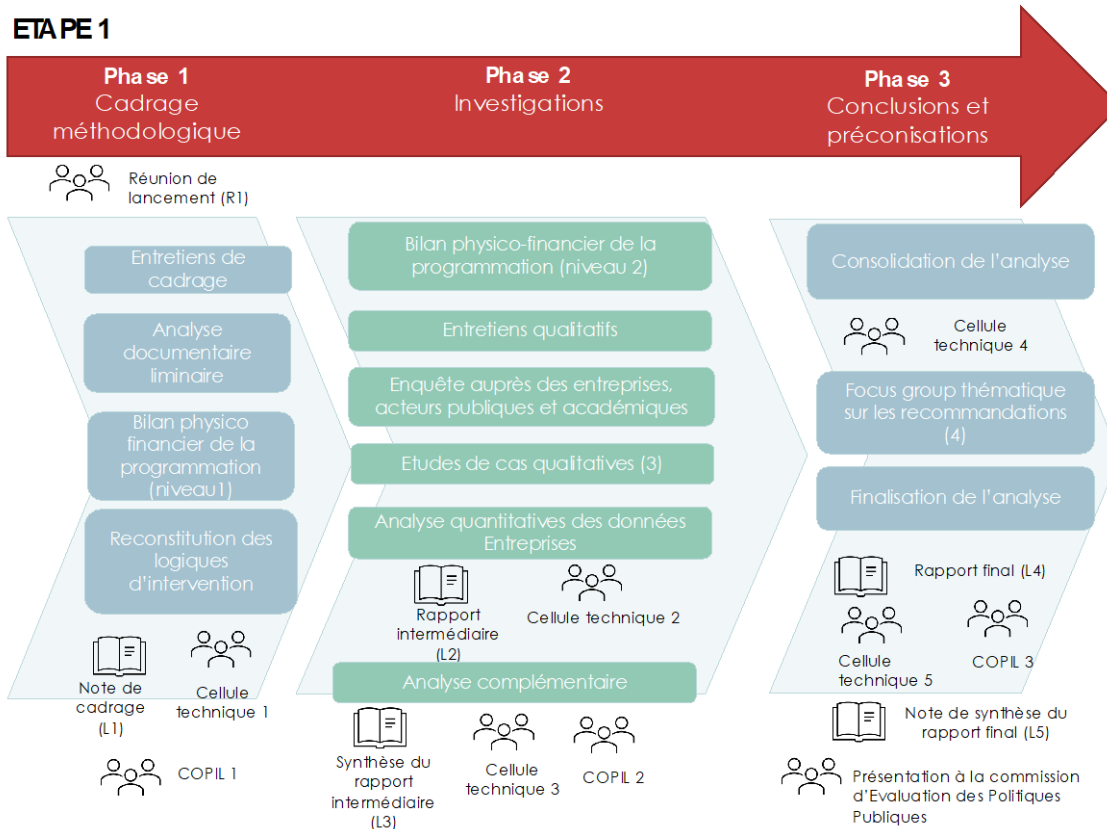 ETAPE 1
Phase 1
Cadrage
méthodologique
Phase 2
Investigations
Phase 3
Conclusions et
préconisations
Réunion de
lancement (R1)
Entretiens de
cadrage
Analyse
documentaire
liminaire
Bilan physico
financier de la
programmation
(niveau1)
Reconstitution des
logiques
d'intervention
Note de
cadrage
(L1)
Cellule
technique 1
COPIL 1
Bilan physico-financier de la
programmation (niveau 2)
Entretiens qualitatifs
Enquête auprès des entreprises,
acteurs publiques et académiques
Etudes de cas qualitatives (3)
Analyse quantitatives des données
Entreprises
Rapport
intermédiaire
(L2)
Cellule technique 2
Analyse complémentaire
Synthèse du
rapport
intermédiaire
(L3)
Cellule
technique 3
COPIL 2
Consolidation de l'analyse
Cellule
technique 4
Focus group thématique
sur les recommandations
(4)
Finalisation de l'analyse
Rapport final (L4)
Cellule
technique 5
COPIL 3
Note de synthèse du
rapport final (L5)
Présentation à la commission
d'Evaluation des Politiques
Publiques